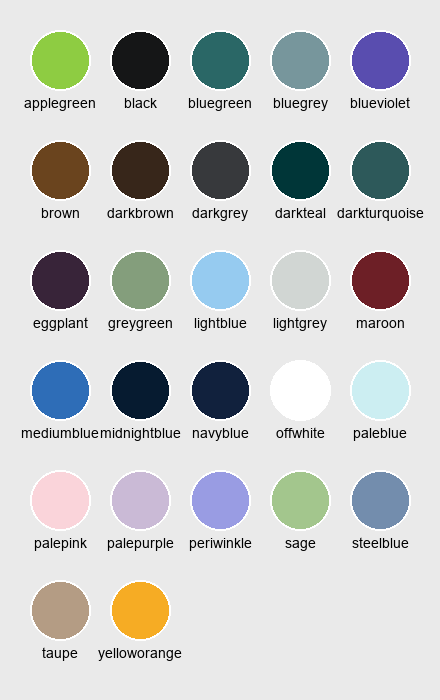 applegreen black bluegreen bluegrey blueviolet
brown darkbrown darkgrey darkteal darkturquoise
eggplant greygreen lightblue lightgrey maroon
mediumblue midnightblue navyblue offwhite paleblue
palepink palepurple periwinkle sage steelblue
taupe yelloworange